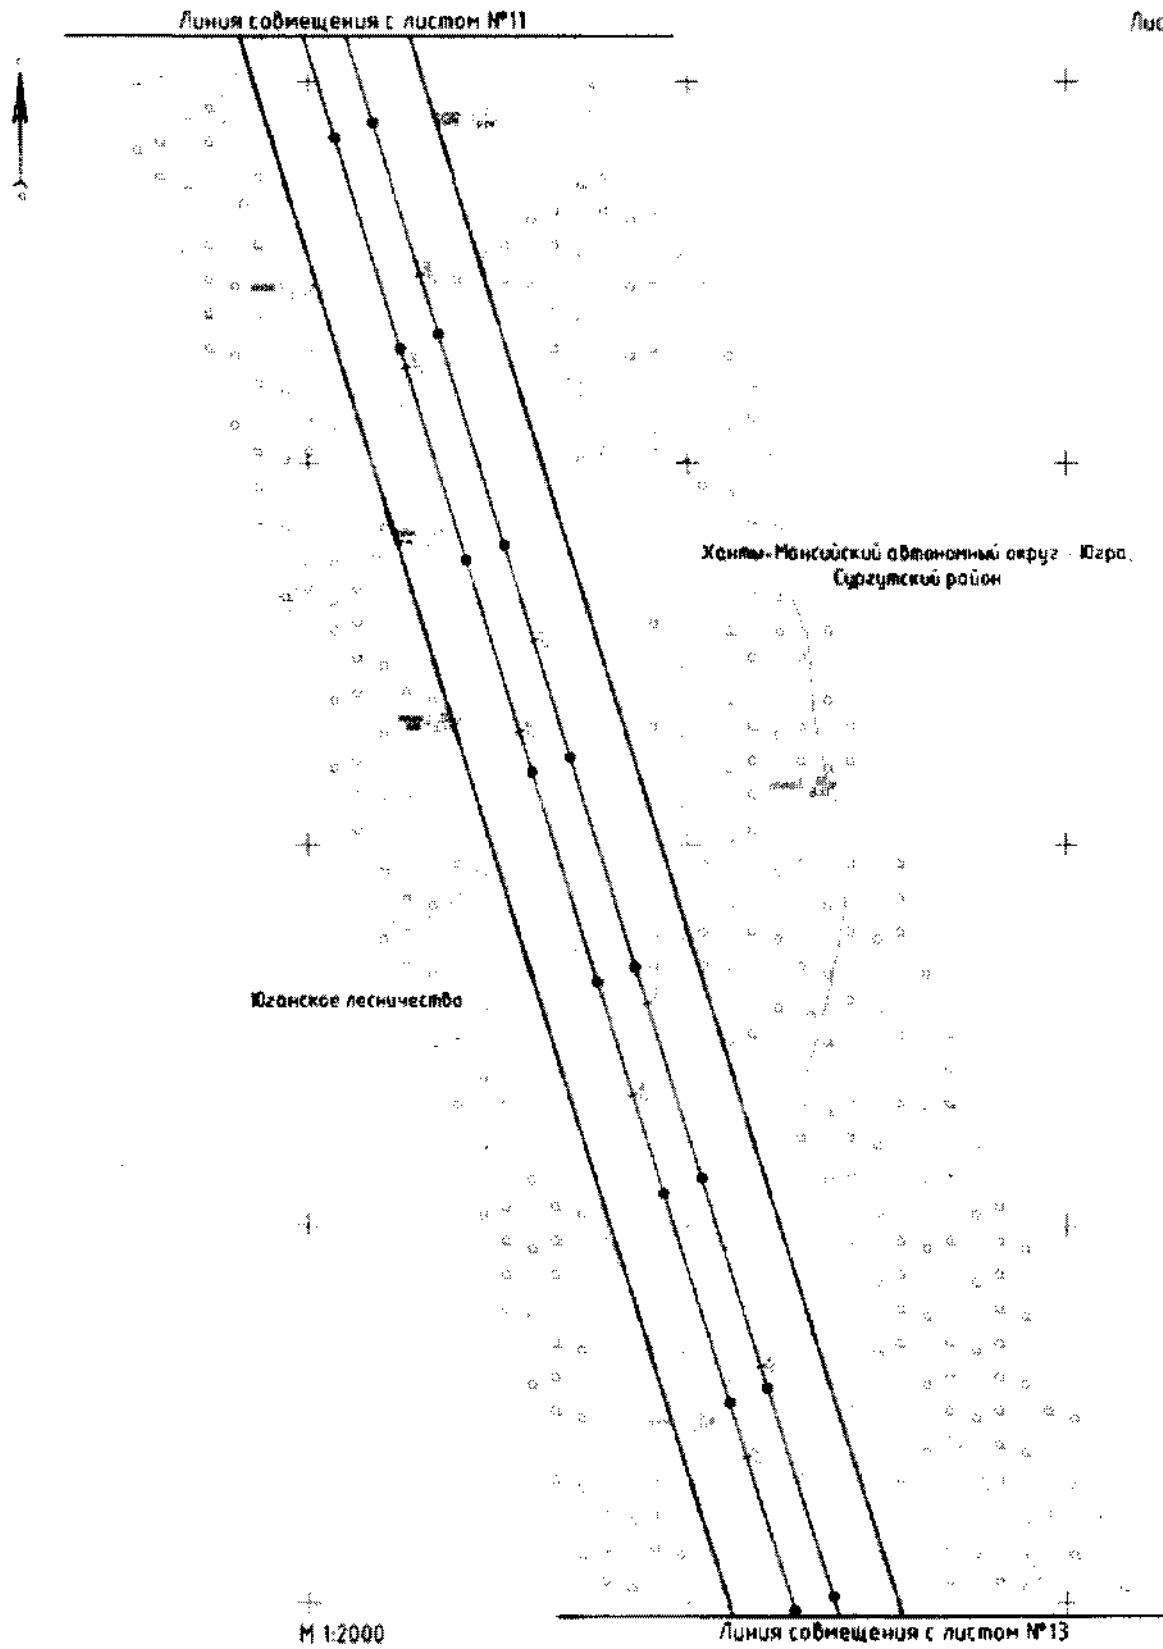 Линия совмещения с листом №11
Ханты-Мансийский автономный округ - Югра,
Сургутский район
Юганское лесничество
М 1:2000
Линия совмещения с листом №13